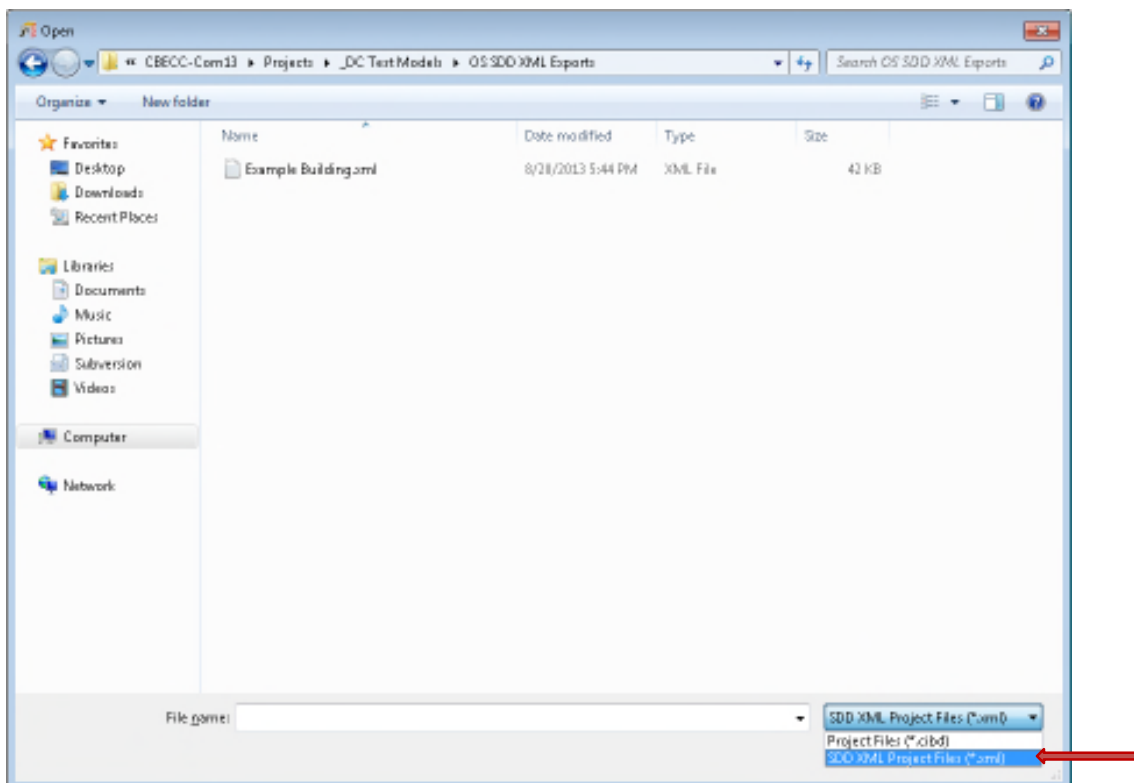 Open
« CBECC-Com13 ▸ Projects ▸ _DC Test Models ▸ OS SDD XML Exports
Search OS SDD XML Exports
Organize
New folder
Name
Date modified
Type
Size
Example Building.xml
8/28/2013 5:44 PM
XML File
42 KB
Favorites
Desktop
Downloads
Recent Places
Libraries
Documents
Music
Pictures
Subversion
Videos
Computer
Network
File name:
SDD XML Project Files (*.xml)
Project Files (*.cibd)
SDD XML Project Files (*.xml)